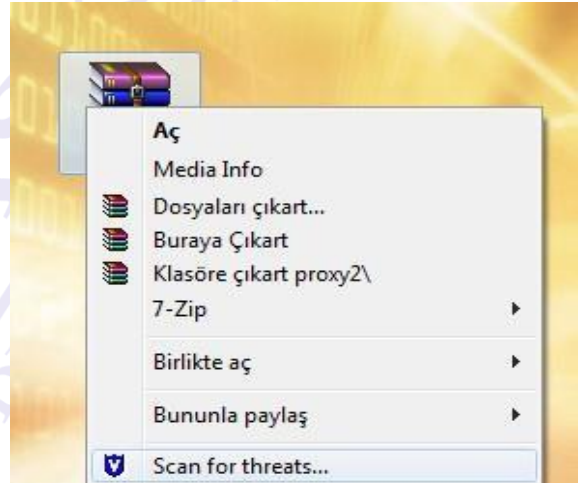 Aç
Media Info
Dosyaları çıkart...
Buraya Çıkart
Klasöre çıkart proxy2\
7-Zip
Birlikte aç
Bununla paylaş
Scan for threats...